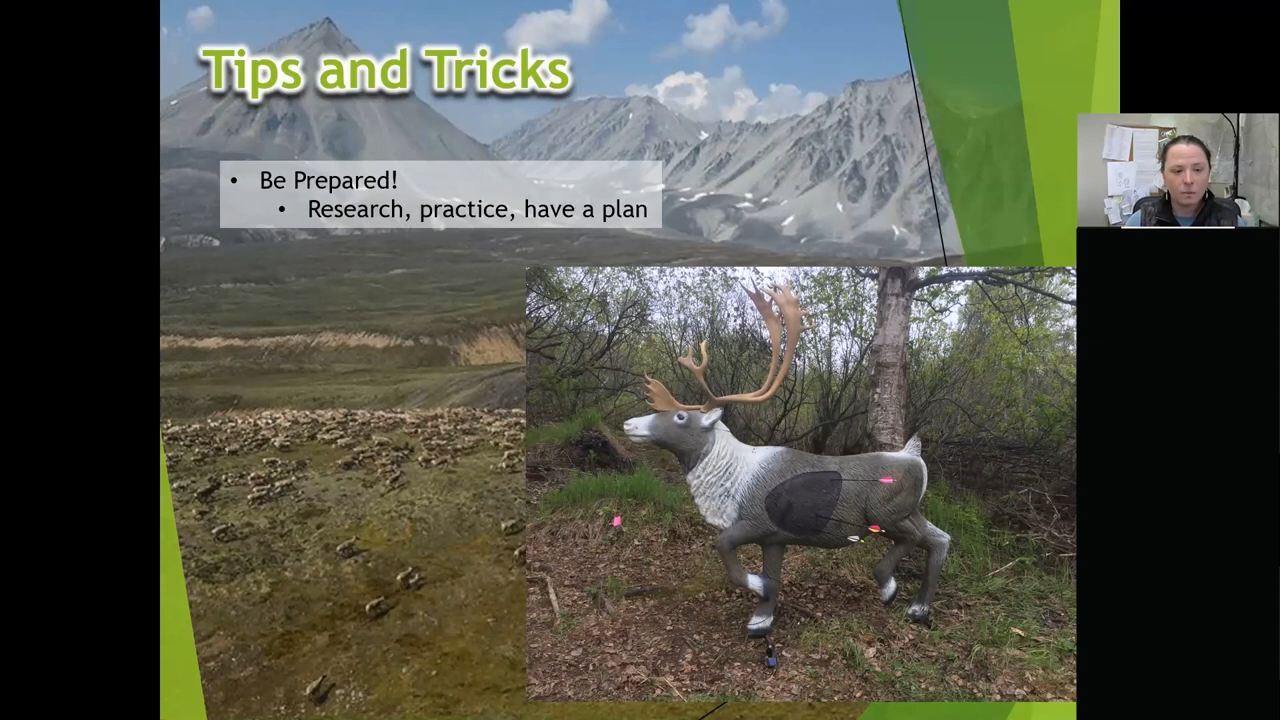 Tips and Tricks
• Be Prepared!
• Research, practice, have a plan